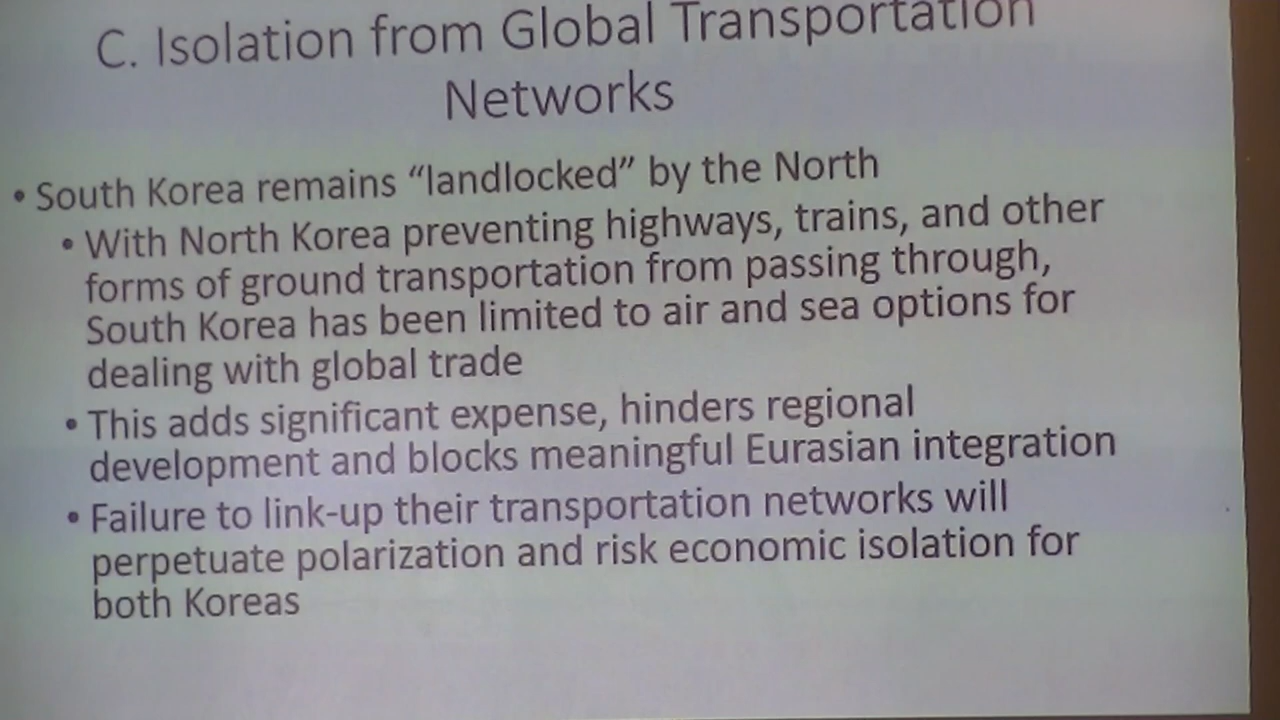 C. Isolation from Global Transportation
Networks
• South Korea remains “landlocked” by the North
• With North Korea preventing highways, trains, and other
forms of ground transportation from passing through,
South Korea has been limited to air and sea options for
dealing with global trade
• This adds significant expense, hinders regional
development and blocks meaningful Eurasian integration
• Failure to link-up their transportation networks will
perpetuate polarization and risk economic isolation for
both Koreas